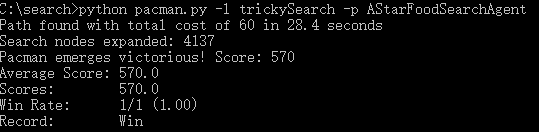 C:\search>python pacman.py -l trickySearch -p AStarFoodSearchAgent
Path found with total cost of 60 in 28.4 seconds
Search nodes expanded: 4137
Pacman emerges victorious! Score: 570
Average Score: 570.0
Scores:        570.0
Win Rate:      1/1 (1.00)
Record:        Win